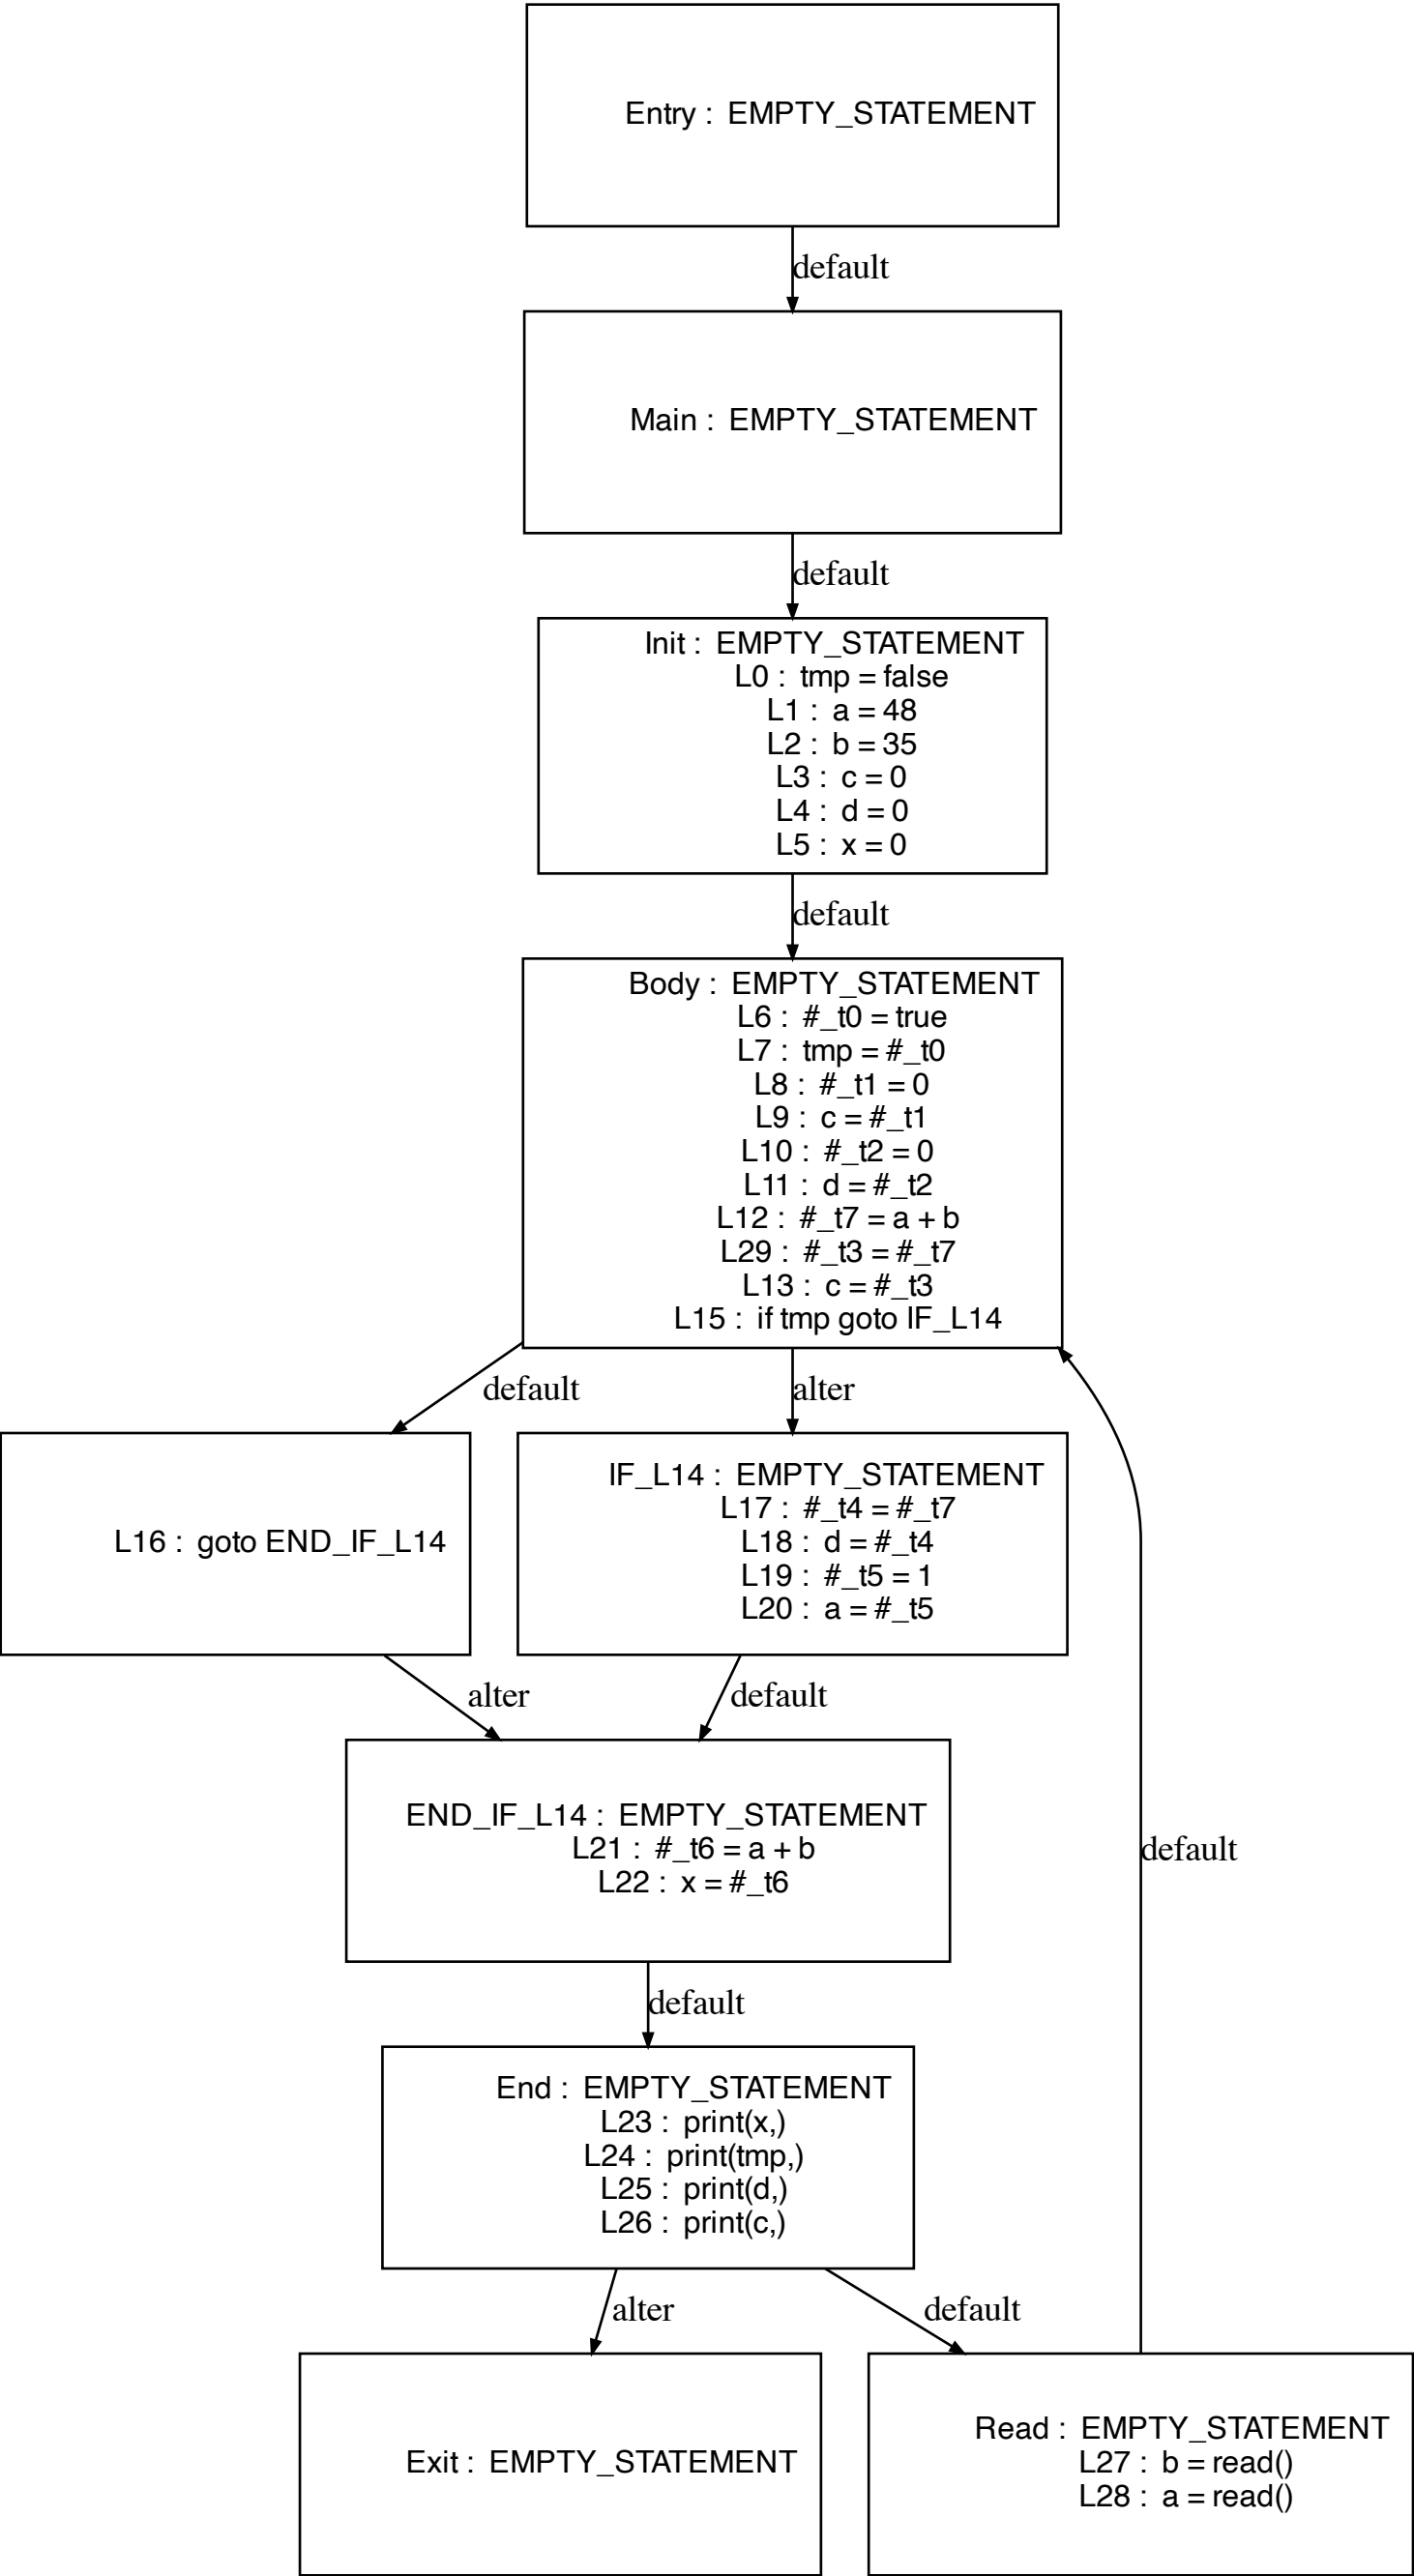 Entry :  EMPTY_STATEMENT
default
Main :  EMPTY_STATEMENT
default
Init :  EMPTY_STATEMENT
L0 :  tmp = false
L1 :  a = 48
L2 :  b = 35
L3 :  c = 0
L4 :  d = 0
L5 :  x = 0
default
Body :  EMPTY_STATEMENT
L6 :  #_t0 = true
L7 :  tmp = #_t0
L8 :  #_t1 = 0
L9 :  c = #_t1
L10 :  #_t2 = 0
L11 :  d = #_t2
L12 :  #_t7 = a + b
L29 :  #_t3 = #_t7
L13 :  c = #_t3
L15 :  if tmp goto IF_L14
default
alter
L16 :  goto END_IF_L14
IF_L14 :  EMPTY_STATEMENT
L17 :  #_t4 = #_t7
L18 :  d = #_t4
L19 :  #_t5 = 1
L20 :  a = #_t5
alter
default
END_IF_L14 :  EMPTY_STATEMENT
L21 :  #_t6 = a + b
L22 :  x = #_t6
default
default
End :  EMPTY_STATEMENT
L23 :  print(x,)
L24 :  print(tmp,)
L25 :  print(d,)
L26 :  print(c,)
alter
default
Exit :  EMPTY_STATEMENT
Read :  EMPTY_STATEMENT
L27 :  b = read()
L28 :  a = read()